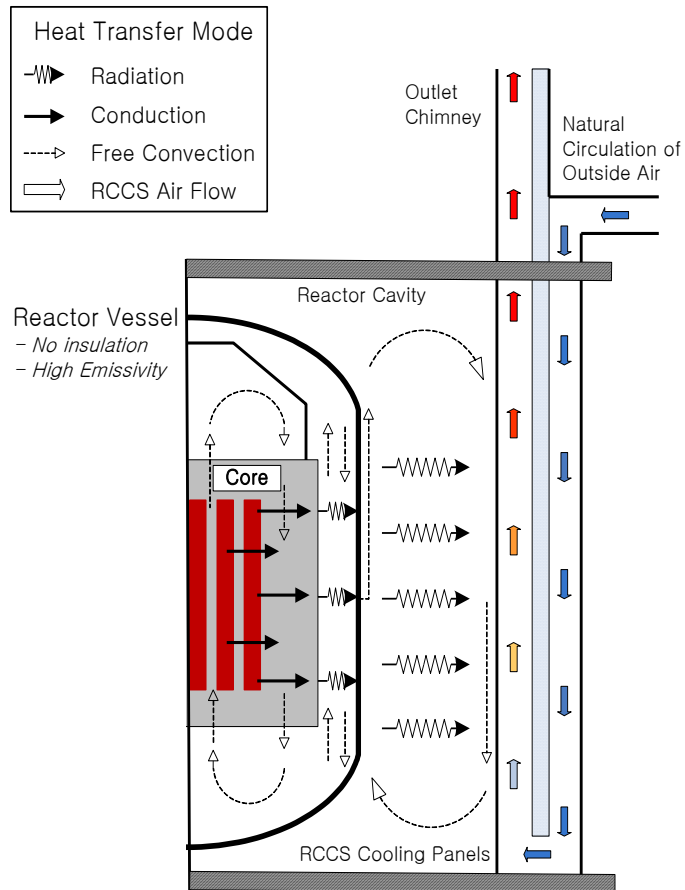 Heat Transfer Mode
Radiation
Conduction
Free Convection
RCCS Air Flow
Outlet
Chimney
Natural
Circulation of
Outside Air
Reactor Cavity
Reactor Vessel
- No insulation
- High Emissivity
Core
RCCS Cooling Panels